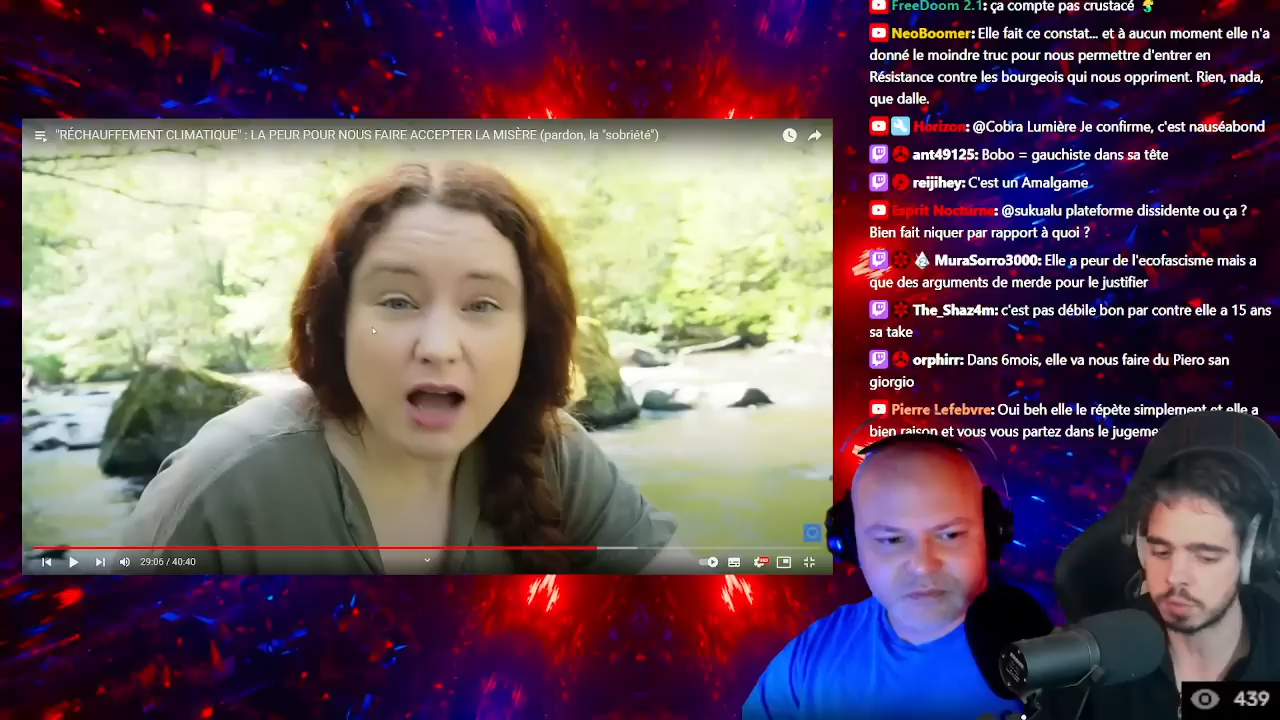 "RÉCHAUFFEMENT CLIMATIQUE" : LA PEUR POUR NOUS FAIRE ACCEPTER LA MISÈRE (pardon, la "sobriété")
29:06 / 40:40
FreeDoom 2.1: ça compte pas crustacé
NeoBoomer: Elle fait ce constat... et à aucun moment elle n'a
donné le moindre truc pour nous permettre d'entrer en
Résistance contre les bourgeois qui nous oppriment. Rien, nada,
que dalle.
Horizon: @Cobra Lumière Je confirme, c'est nauséabond
ant49125: Bobo = gauchiste dans sa tête
reijihey: C'est un Amalgame
Esprit Nocturne: @sukualu plateforme dissidente ou ça ?
Bien fait niquer par rapport à quoi ?
MuraSorro3000: Elle a peur de l'ecofascisme mais a
que des arguments de merde pour le justifier
The_Shaz4m: c'est pas débile bon par contre elle a 15 ans
sa take
orphirr: Dans 6mois, elle va nous faire du Piero san
giorgio
Pierre Lefebvre: Oui beh elle le répète simplement et elle a
bien raison et vous vous partez dans le
439